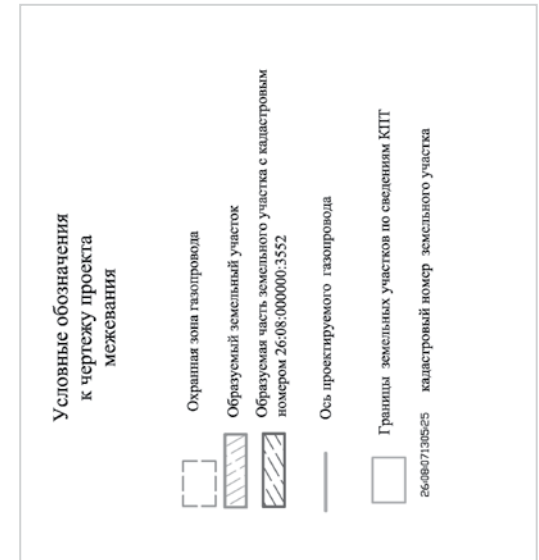 Условные обозначения
к чертежу проекта
межевания
Охранная зона газопровода
Образуемый земельный участок
Образуемая часть земельного участка с кадастровым
номером 26:08:000000:3552
Ось проектируемого газопровода
Границы земельных участков по сведениям КПТ
26:08:071305:25 кадастровый номер земельного участка